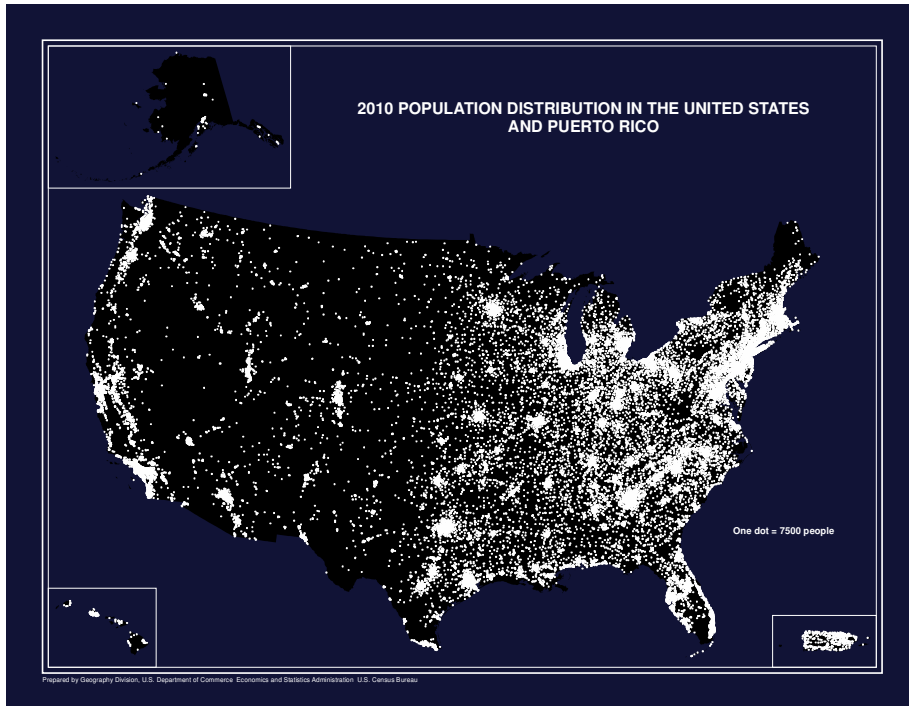 2010 POPULATION DISTRIBUTION IN THE UNITED STATES
AND PUERTO RICO
One dot = 7500 people
Prepared by Geography Division, U.S. Department of Commerce Economics and Statistics Administration U.S. Census Bureau